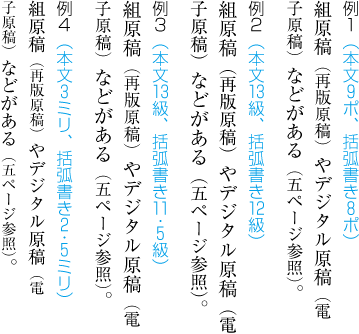 例1（本文9ポ、括弧書き8ポ）
組原稿（再版原稿）やデジタル原稿（電
子原稿）などがある（五ページ参照）。
例2（本文13級、括弧書き12級）
組原稿（再版原稿）やデジタル原稿（電
子原稿）などがある（五ページ参照）。
例3（本文13級、括弧書き11・5級）
組原稿（再版原稿）やデジタル原稿（電
子原稿）などがある（五ページ参照）。
例4（本文3ミリ、括弧書き2・5ミリ）
組原稿（再版原稿）やデジタル原稿（電
子原稿）などがある（五ページ参照）。